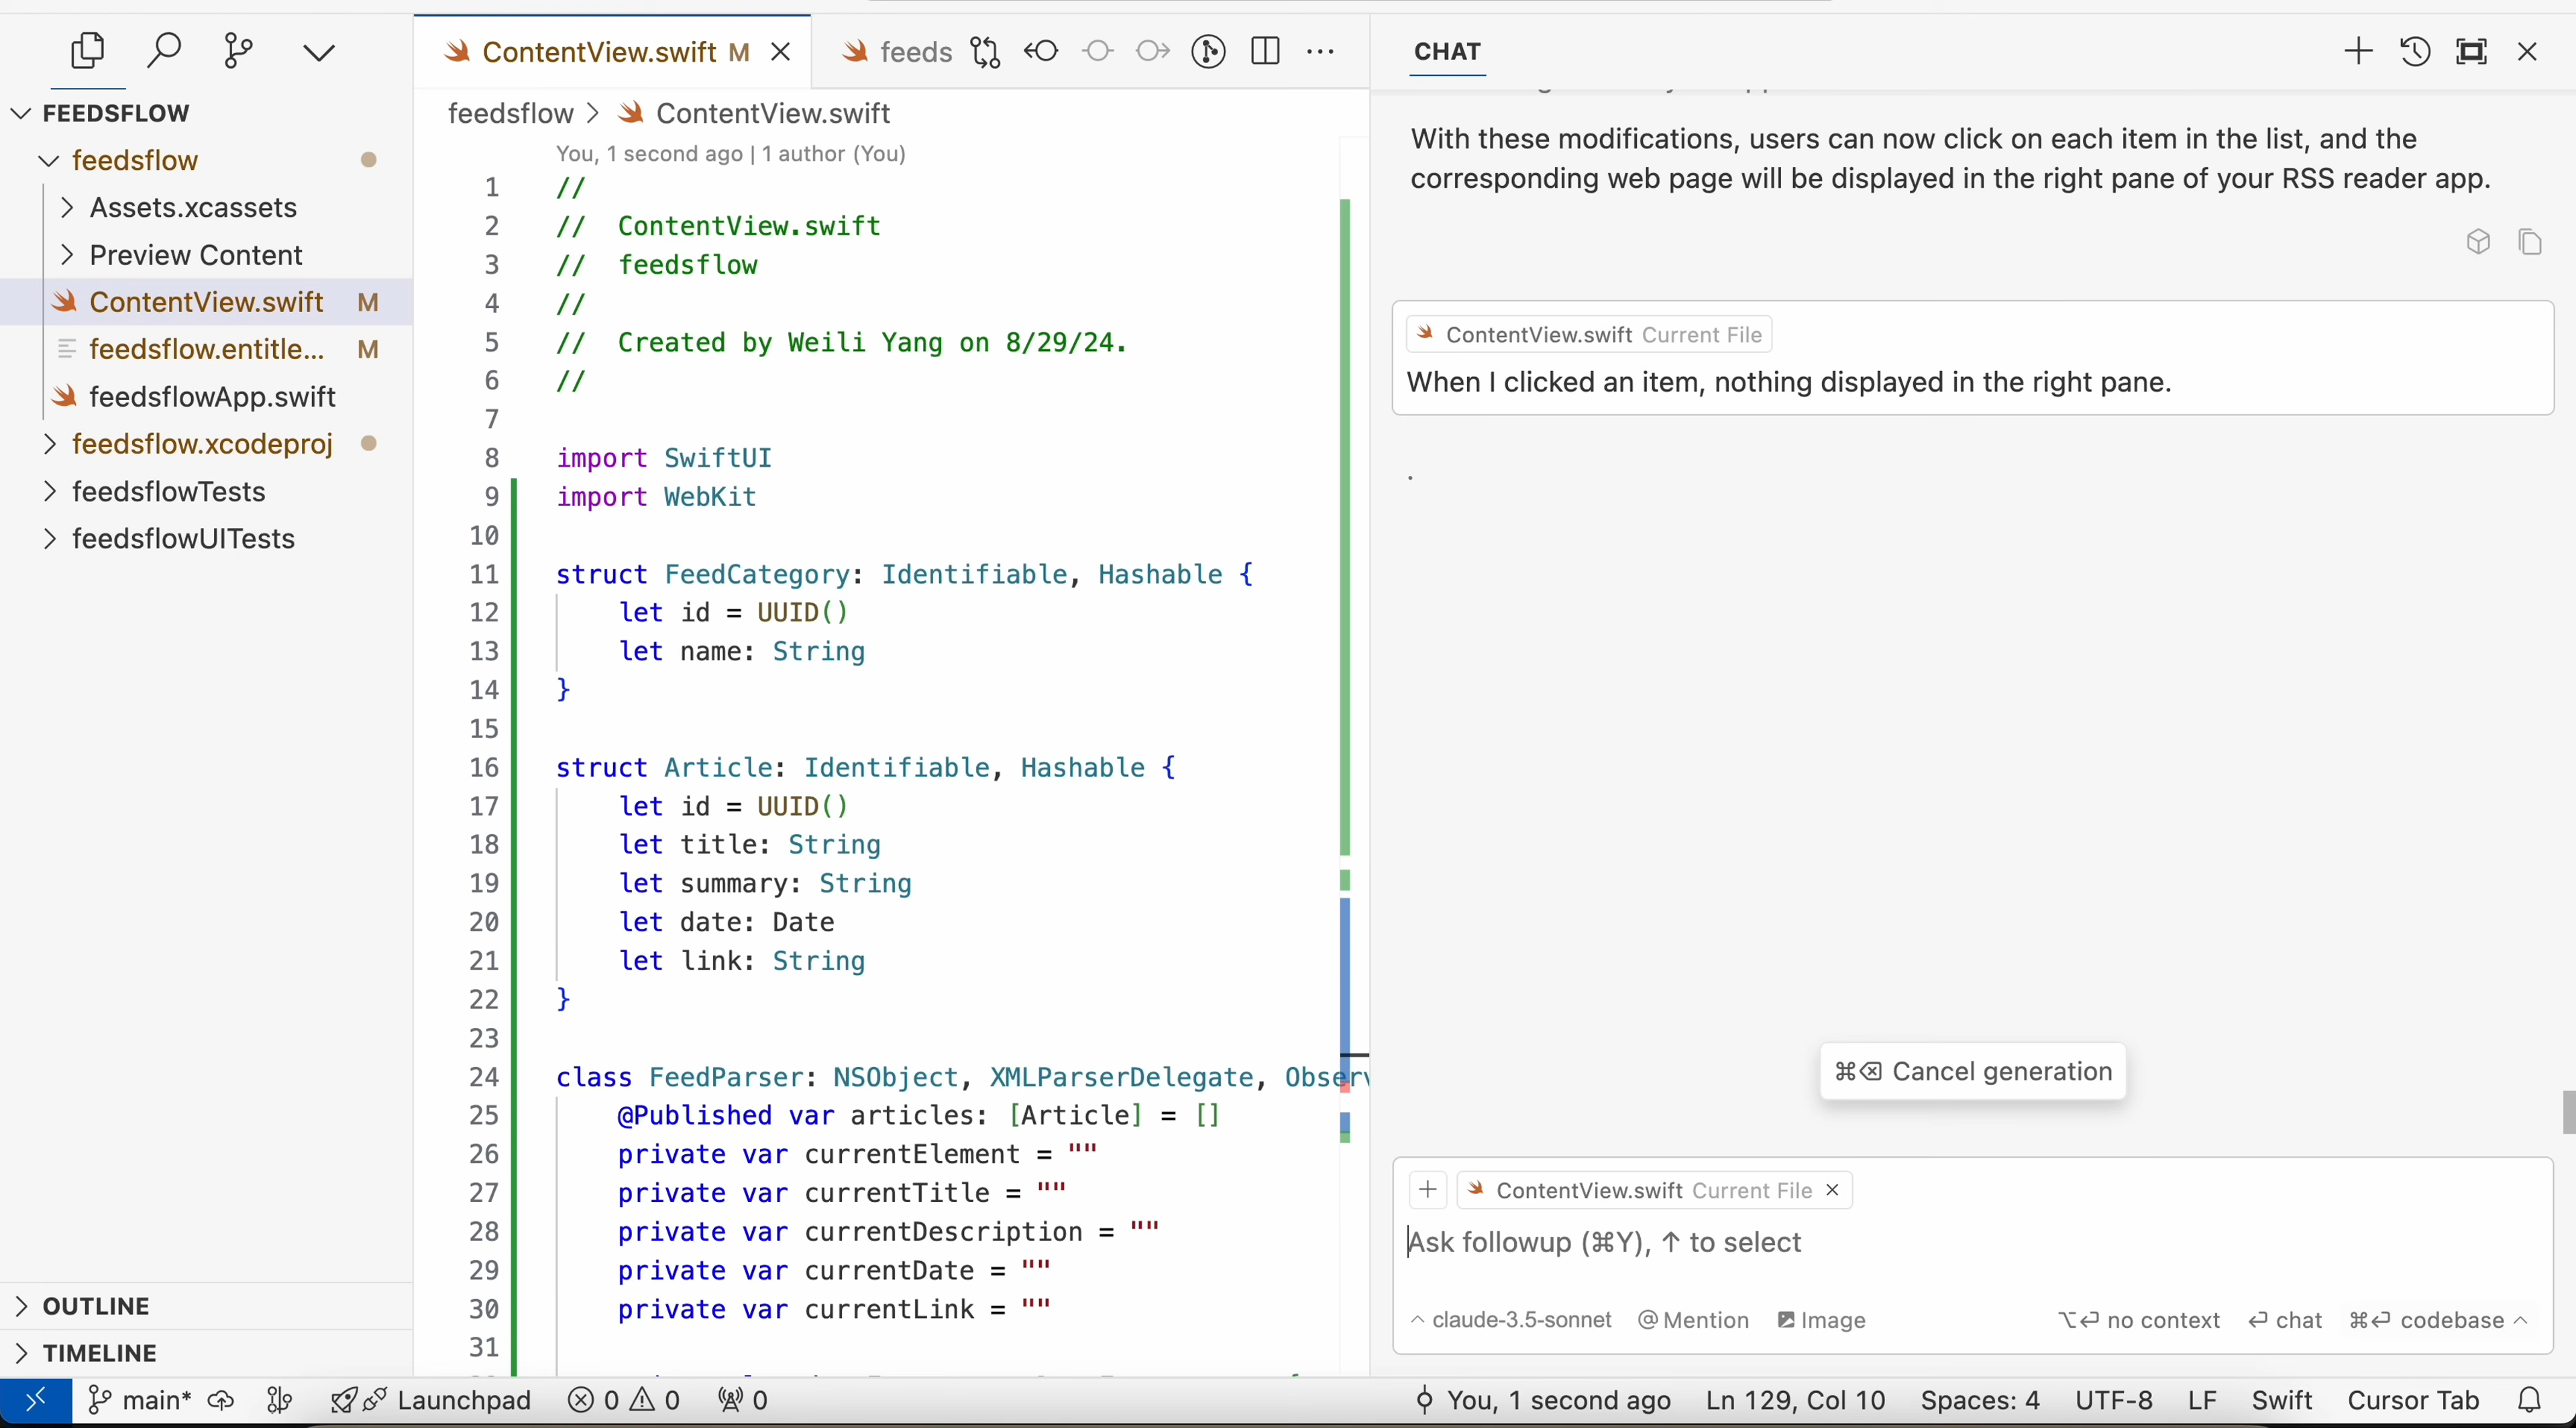 ContentView.swift M
feeds
CHAT
FEEDSFLOW
feedsflow
Assets.xcassets
Preview Content
ContentView.swift M
feedsflow.entitle... M
feedsflowApp.swift
feedsflow.xcodeproj
feedsflowTests
feedsflowUITests
OUTLINE
TIMELINE
feedsflow > ContentView.swift
You, 1 second ago | 1 author (You)
1 //
2 //  ContentView.swift
3 //  feedsflow
4 //
5 //  Created by Weili Yang on 8/29/24.
6 //
7
8 import SwiftUI
9 import WebKit
10
11 struct FeedCategory: Identifiable, Hashable {
12     let id = UUID()
13     let name: String
14 }
15
16 struct Article: Identifiable, Hashable {
17     let id = UUID()
18     let title: String
19     let summary: String
20     let date: Date
21     let link: String
22 }
23
24 class FeedParser: NSObject, XMLParserDelegate, Observ
25     @Published var articles: [Article] = []
26     private var currentElement = ""
27     private var currentTitle = ""
28     private var currentDescription = ""
29     private var currentDate = ""
30     private var currentLink = ""
31
With these modifications, users can now click on each item in the list, and the
corresponding web page will be displayed in the right pane of your RSS reader app.
ContentView.swift Current File
When I clicked an item, nothing displayed in the right pane.
.
⌘⌫ Cancel generation
+ ContentView.swift Current File ×
Ask followup (⌘Y), ↑ to select
^ claude-3.5-sonnet @ Mention Image ⌥⏎ no context ⏎ chat ⌘⏎ codebase ^
main* Launchpad 0 0 0 You, 1 second ago Ln 129, Col 10 Spaces: 4 UTF-8 LF Swift Cursor Tab